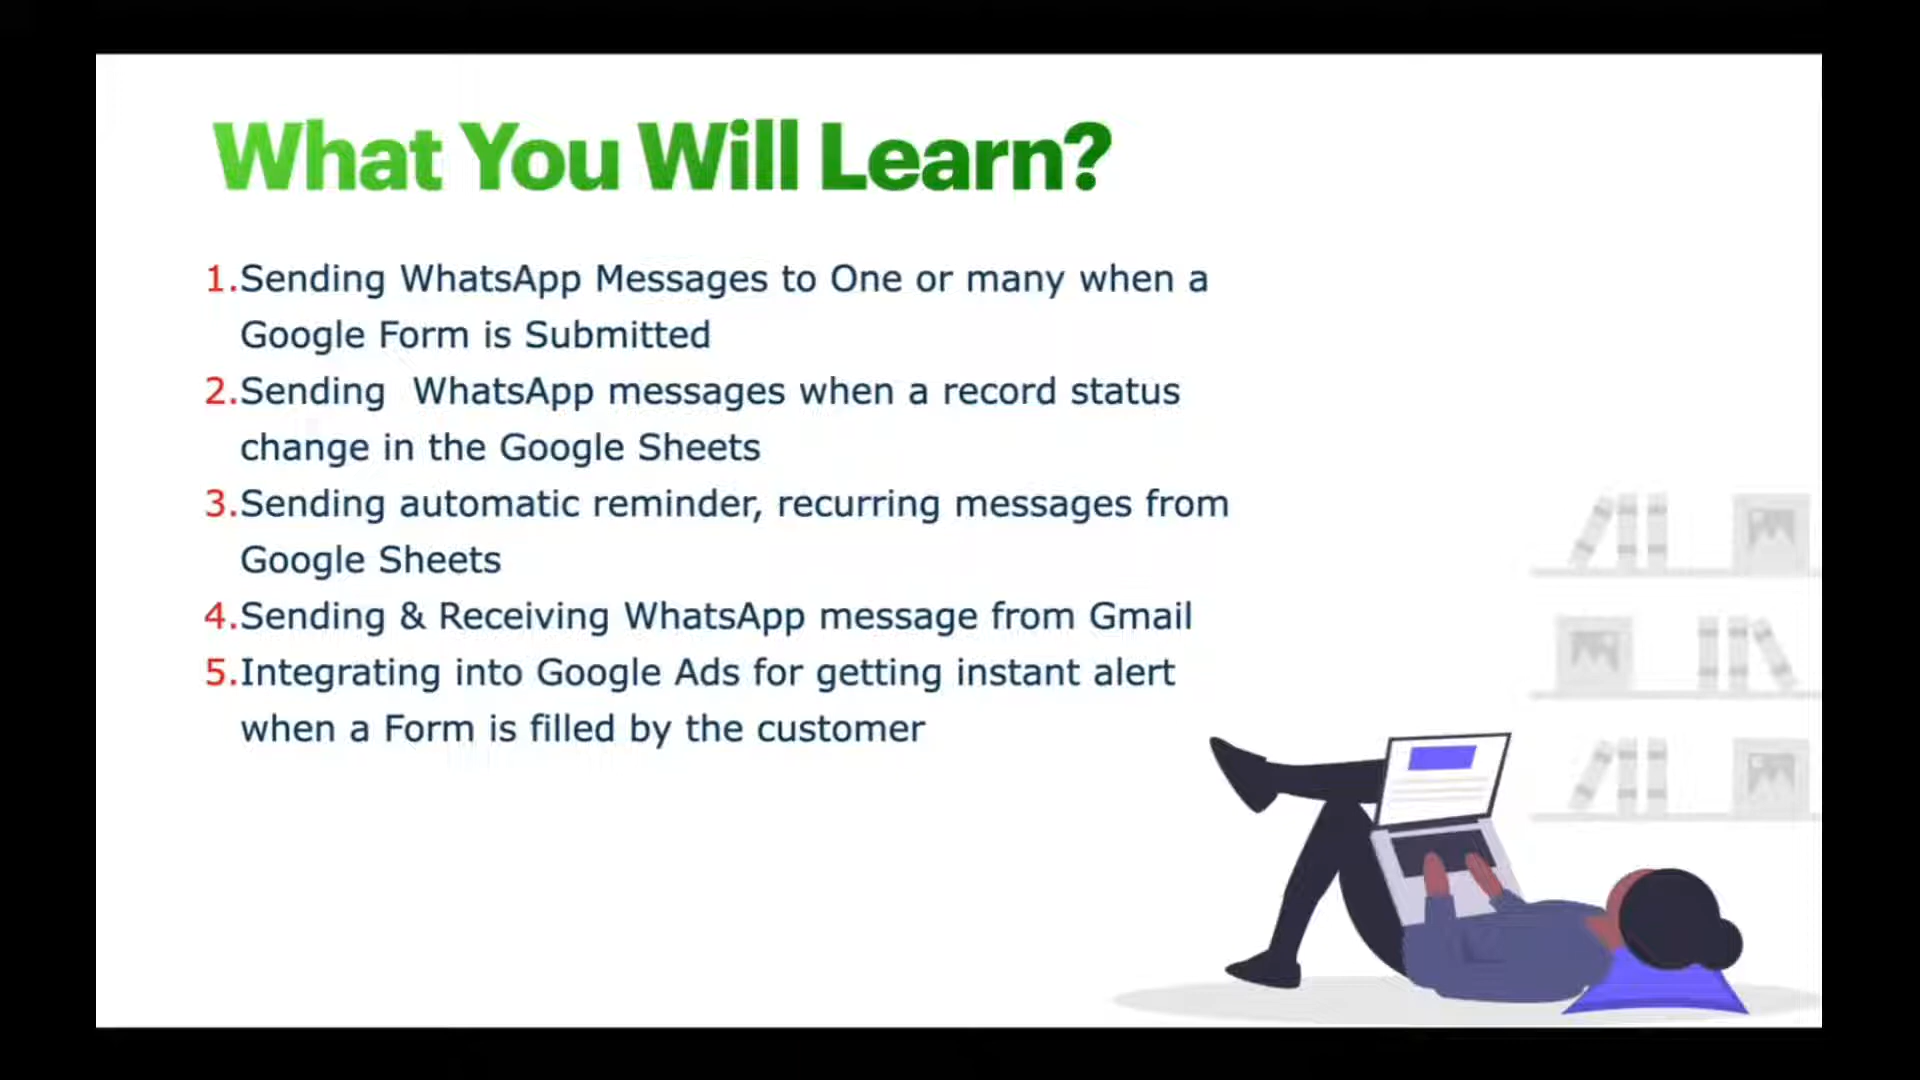 What You Will Learn?
1.Sending WhatsApp Messages to One or many when a
Google Form is Submitted
2.Sending  WhatsApp messages when a record status
change in the Google Sheets
3.Sending automatic reminder, recurring messages from
Google Sheets
4.Sending & Receiving WhatsApp message from Gmail
5.Integrating into Google Ads for getting instant alert
when a Form is filled by the customer